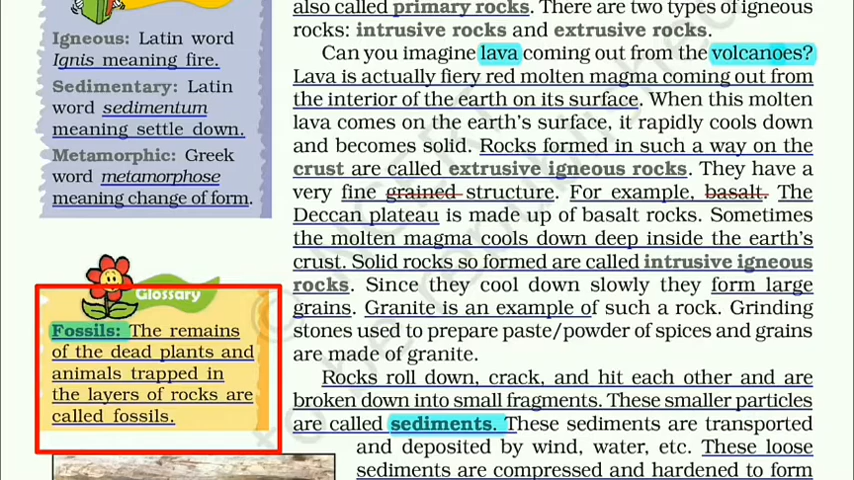 Igneous: Latin word
Ignis meaning fire.
Sedimentary: Latin
word sedimentum
meaning settle down.
Metamorphic: Greek
word metamorphose
meaning change of form.
Glossary
Fossils: The remains
of the dead plants and
animals trapped in
the layers of rocks are
called fossils.
also called primary rocks. There are two types of igneous
rocks: intrusive rocks and extrusive rocks.
Can you imagine lava coming out from the volcanoes?
Lava is actually fiery red molten magma coming out from
the interior of the earth on its surface. When this molten
lava comes on the earth's surface, it rapidly cools down
and becomes solid. Rocks formed in such a way on the
crust are called extrusive igneous rocks. They have a
very fine grained structure. For example, basalt. The
Deccan plateau is made up of basalt rocks. Sometimes
the molten magma cools down deep inside the earth's
crust. Solid rocks so formed are called intrusive igneous
rocks. Since they cool down slowly they form large
grains. Granite is an example of such a rock. Grinding
stones used to prepare paste/powder of spices and grains
are made of granite.
Rocks roll down, crack, and hit each other and are
broken down into small fragments. These smaller particles
are called sediments. These sediments are transported
and deposited by wind, water, etc. These loose
sediments are compressed and hardened to form